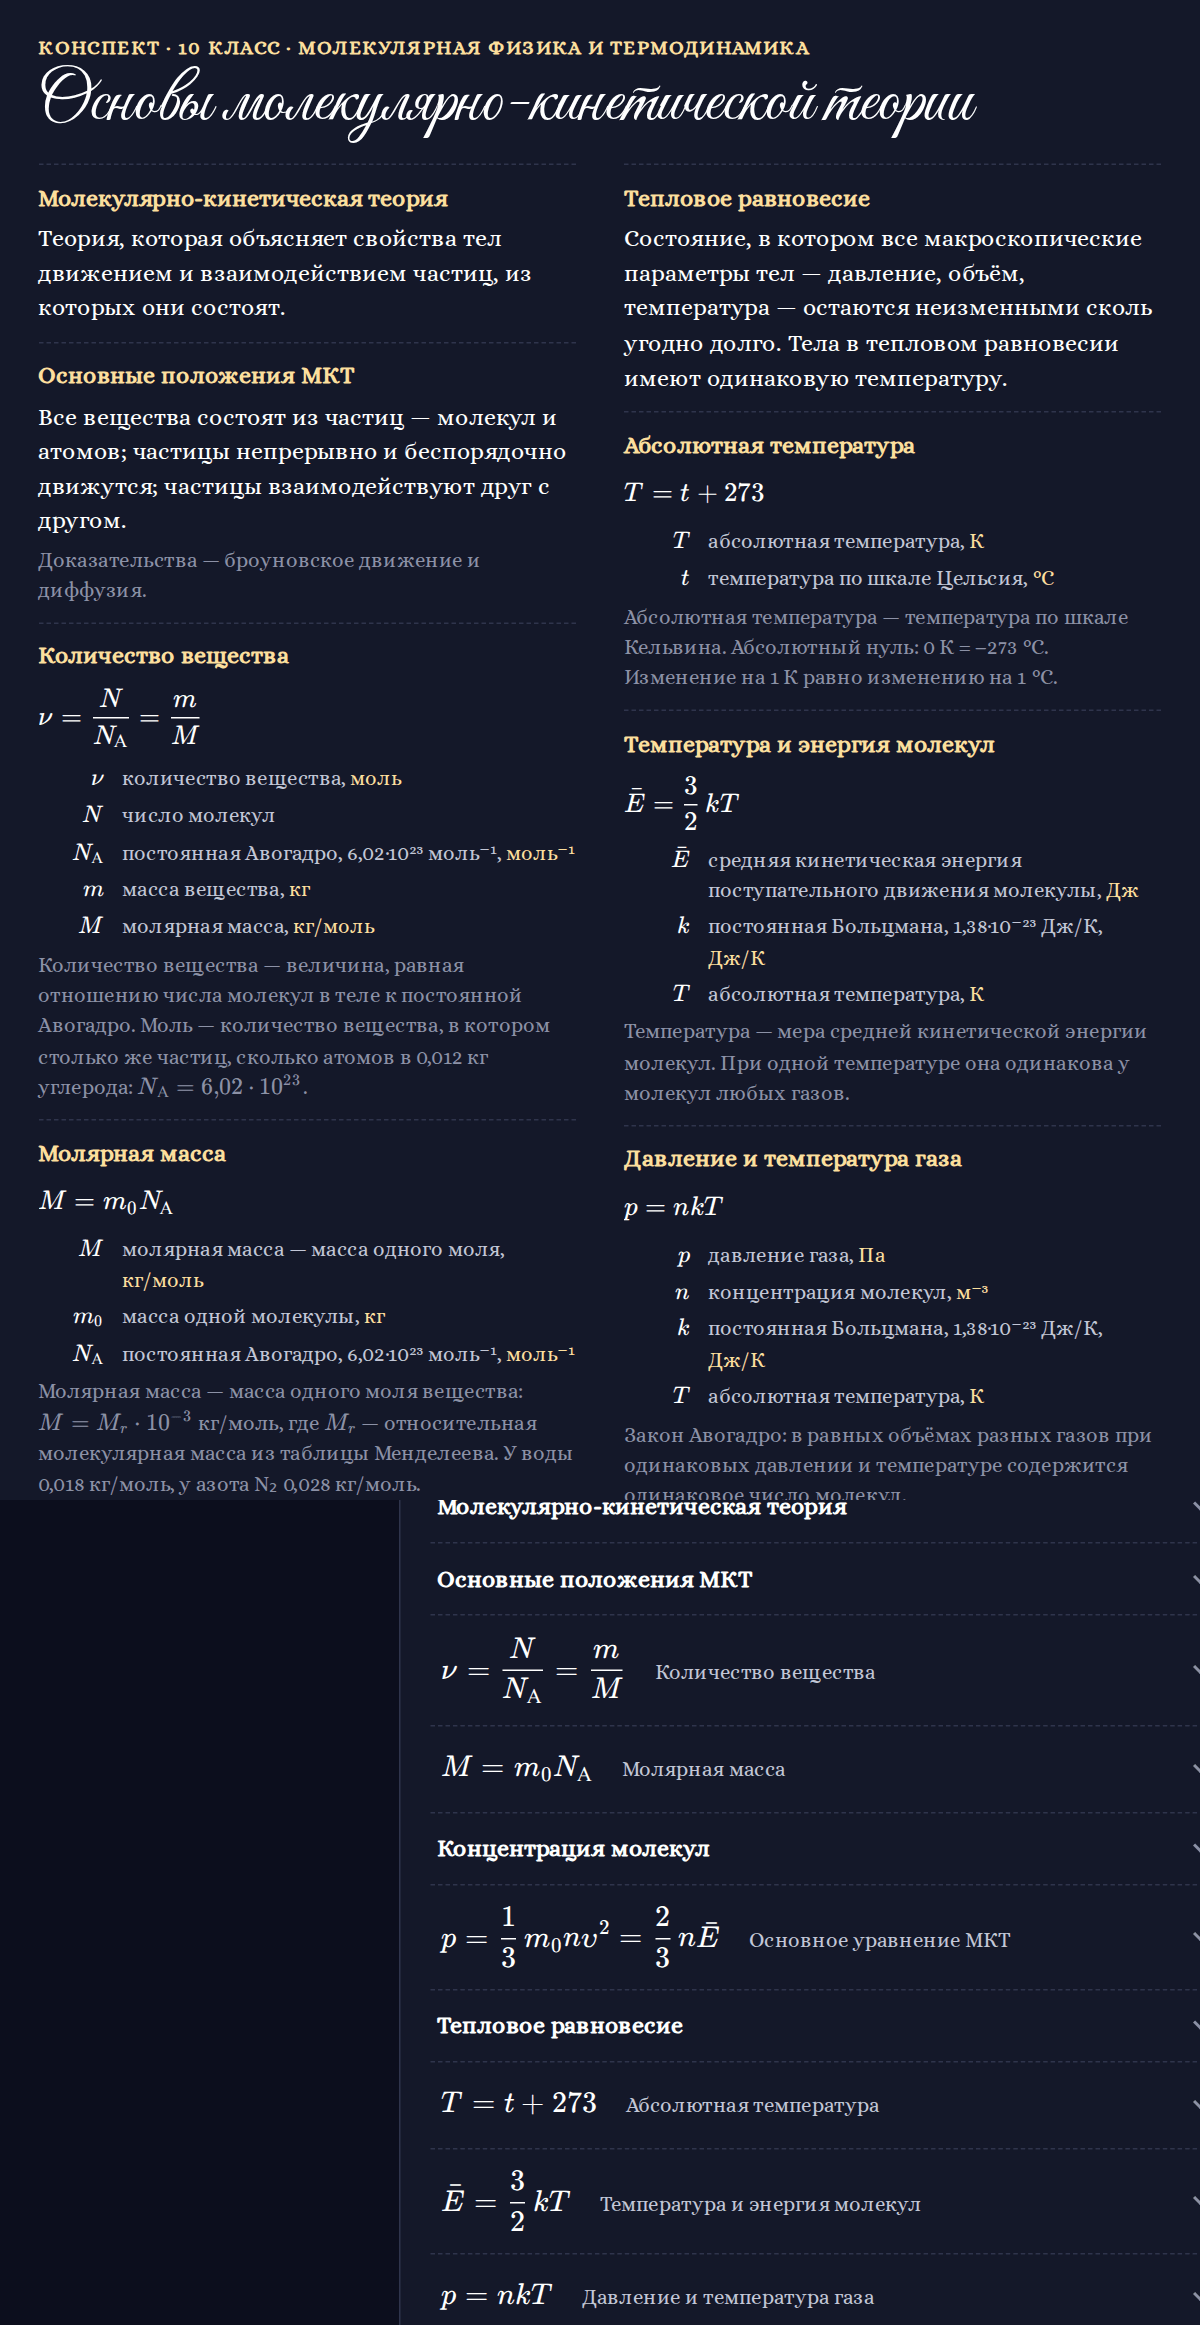 КОНСПЕКТ · 10 КЛАСС · МОЛЕКУЛЯРНАЯ ФИЗИКА И ТЕРМОДИНАМИКА
Основы молекулярно-кинетической теории
Молекулярно-кинетическая теория
Теория, которая объясняет свойства тел
движением и взаимодействием частиц, из
которых они состоят.
Основные положения МКТ
Все вещества состоят из частиц — молекул и
атомов; частицы непрерывно и беспорядочно
движутся; частицы взаимодействуют друг с
другом.
Доказательства — броуновское движение и
диффузия.
Количество вещества
ν = N/N_A = m/M
ν количество вещества, моль
N число молекул
N_A постоянная Авогадро, 6,02·10²³ моль⁻¹, моль⁻¹
m масса вещества, кг
M молярная масса, кг/моль
Количество вещества — величина, равная
отношению числа молекул в теле к постоянной
Авогадро. Моль — количество вещества, в котором
столько же частиц, сколько атомов в 0,012 кг
углерода: N_A = 6,02 · 10²³.
Молярная масса
M = m₀N_A
M молярная масса — масса одного моля,
кг/моль
m₀ масса одной молекулы, кг
N_A постоянная Авогадро, 6,02·10²³ моль⁻¹, моль⁻¹
Молярная масса — масса одного моля вещества:
M = M_r · 10⁻³ кг/моль, где M_r — относительная
молекулярная масса из таблицы Менделеева. У воды
0,018 кг/моль, у азота N₂ 0,028 кг/моль.
Тепловое равновесие
Состояние, в котором все макроскопические
параметры тел — давление, объём,
температура — остаются неизменными сколь
угодно долго. Тела в тепловом равновесии
имеют одинаковую температуру.
Абсолютная температура
T = t + 273
T абсолютная температура, К
t температура по шкале Цельсия, °C
Абсолютная температура — температура по шкале
Кельвина. Абсолютный нуль: 0 К = −273 °C.
Изменение на 1 К равно изменению на 1 °C.
Температура и энергия молекул
Ē = 3/2 kT
Ē средняя кинетическая энергия
поступательного движения молекулы, Дж
k постоянная Больцмана, 1,38·10⁻²³ Дж/К,
Дж/К
T абсолютная температура, К
Температура — мера средней кинетической энергии
молекул. При одной температуре она одинакова у
молекул любых газов.
Давление и температура газа
p = nkT
p давление газа, Па
n концентрация молекул, м⁻³
k постоянная Больцмана, 1,38·10⁻²³ Дж/К,
Дж/К
T абсолютная температура, К
Закон Авогадро: в равных объёмах разных газов при
одинаковых давлении и температуре содержится
одинаковое число молекул.
Молекулярно-кинетическая теория
Основные положения МКТ
ν = N/N_A = m/M Количество вещества
M = m₀N_A Молярная масса
Концентрация молекул
p = 1/3 m₀nυ² = 2/3 nĒ Основное уравнение МКТ
Тепловое равновесие
T = t + 273 Абсолютная температура
Ē = 3/2 kT Температура и энергия молекул
p = nkT Давление и температура газа